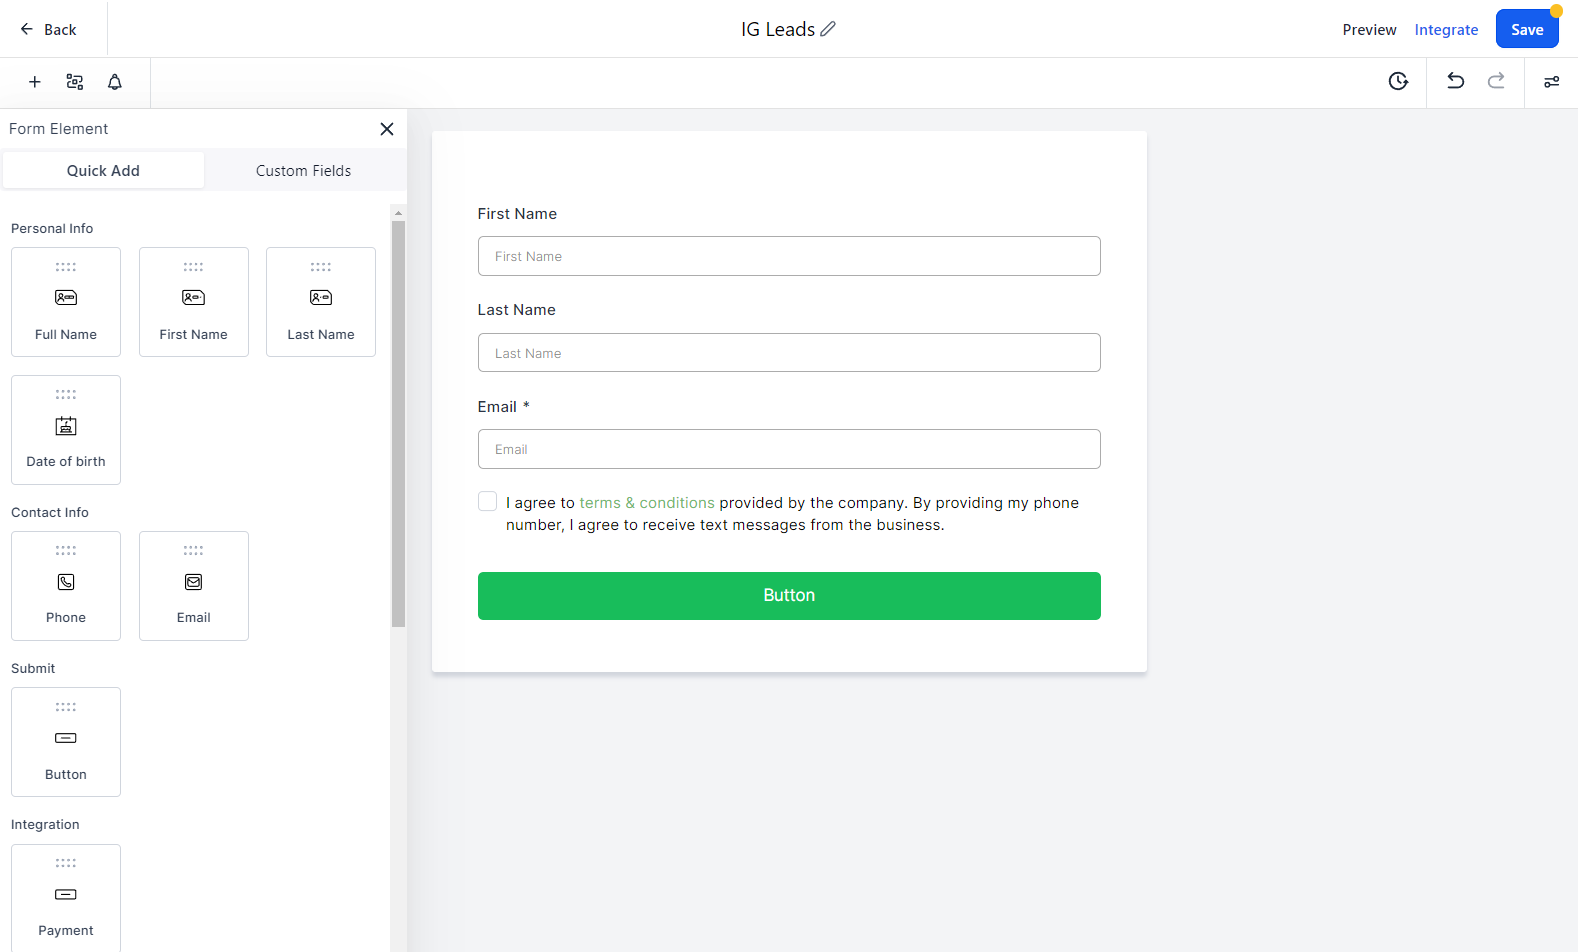 Back
IG Leads
Preview
Integrate
Save
Form Element
Quick Add
Custom Fields
Personal Info
Full Name
First Name
Last Name
Date of birth
Contact Info
Phone
Email
Submit
Button
Integration
Payment
First Name
First Name
Last Name
Last Name
Email *
Email
I agree to terms & conditions provided by the company. By providing my phone
number, I agree to receive text messages from the business.
Button